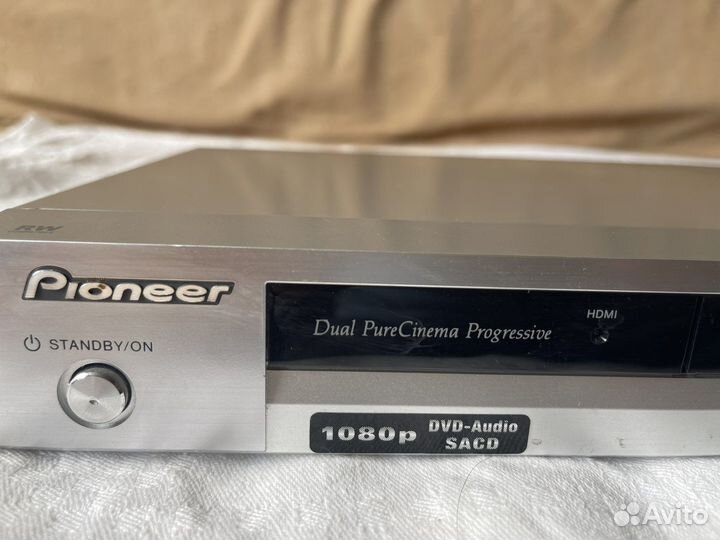 RW
Pioneer
Dual PureCinema Progressive
HDMI
STANDBY/ON
1080p
DVD-Audio
SACD
Avito